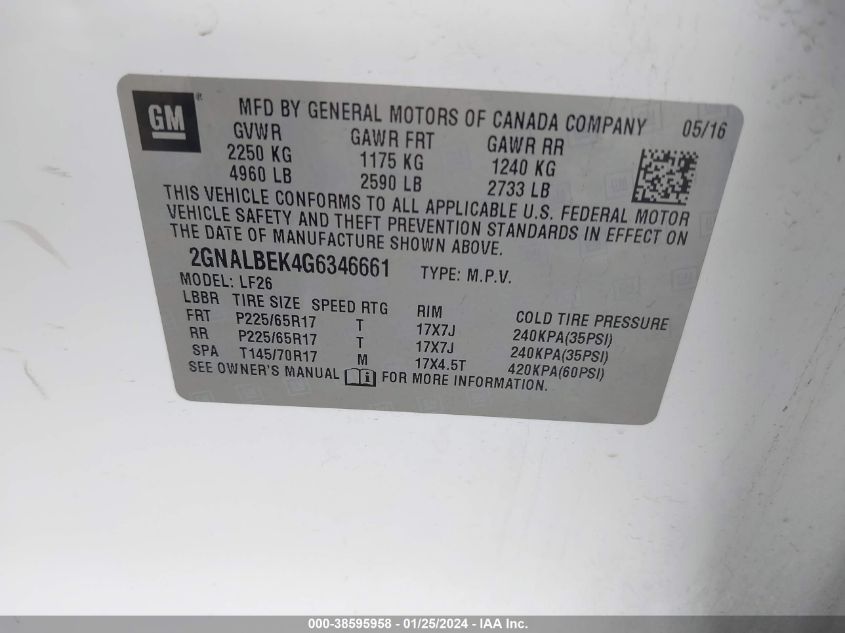 GM ®
MFD BY GENERAL MOTORS OF CANADA COMPANY 05/16
GVWR GAWR FRT GAWR RR
2250 KG 1175 KG 1240 KG
4960 LB 2590 LB 2733 LB
THIS VEHICLE CONFORMS TO ALL APPLICABLE U.S. FEDERAL MOTOR
VEHICLE SAFETY AND THEFT PREVENTION STANDARDS IN EFFECT ON
THE DATE OF MANUFACTURE SHOWN ABOVE.
2GNALBEK4G6346661 TYPE: M.P.V.
MODEL: LF26
LBBR TIRE SIZE SPEED RTG RIM COLD TIRE PRESSURE
FRT P225/65R17 T 17X7J 240KPA(35PSI)
RR P225/65R17 T 17X7J 240KPA(35PSI)
SPA T145/70R17 M 17X4.5T 420KPA(60PSI)
SEE OWNER'S MANUAL FOR MORE INFORMATION.
000-38595958 - 01/25/2024 - IAA Inc.